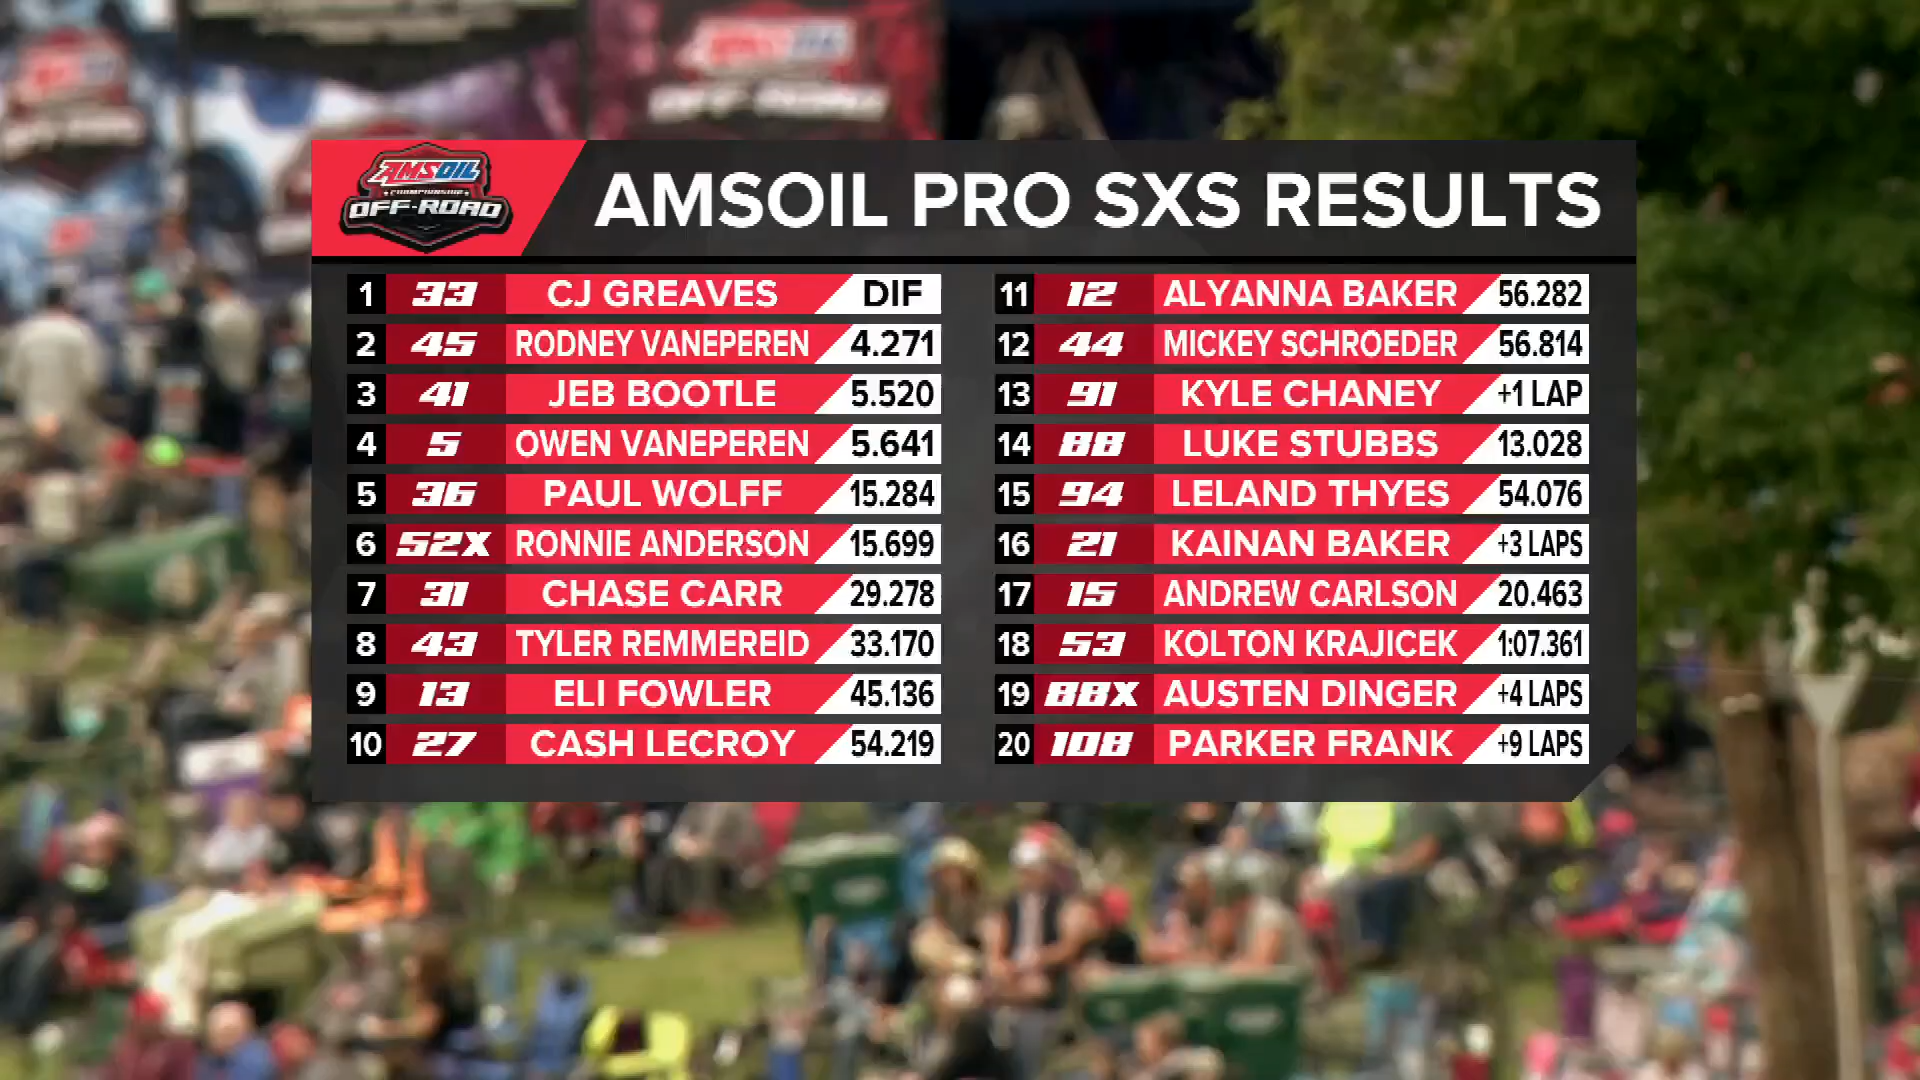 AMSOIL
CHAMPIONSHIP
OFF-ROAD
AMSOIL PRO SXS RESULTS
1 33 CJ GREAVES DIF
2 45 RODNEY VANEPEREN 4.271
3 41 JEB BOOTLE 5.520
4 5 OWEN VANEPEREN 5.641
5 36 PAUL WOLFF 15.284
6 52X RONNIE ANDERSON 15.699
7 31 CHASE CARR 29.278
8 43 TYLER REMMEREID 33.170
9 13 ELI FOWLER 45.136
10 27 CASH LECROY 54.219
11 12 ALYANNA BAKER 56.282
12 44 MICKEY SCHROEDER 56.814
13 91 KYLE CHANEY +1 LAP
14 88 LUKE STUBBS 13.028
15 94 LELAND THYES 54.076
16 21 KAINAN BAKER +3 LAPS
17 15 ANDREW CARLSON 20.463
18 53 KOLTON KRAJICEK 1:07.361
19 88X AUSTEN DINGER +4 LAPS
20 108 PARKER FRANK +9 LAPS
AMSOIL
OFF-ROAD